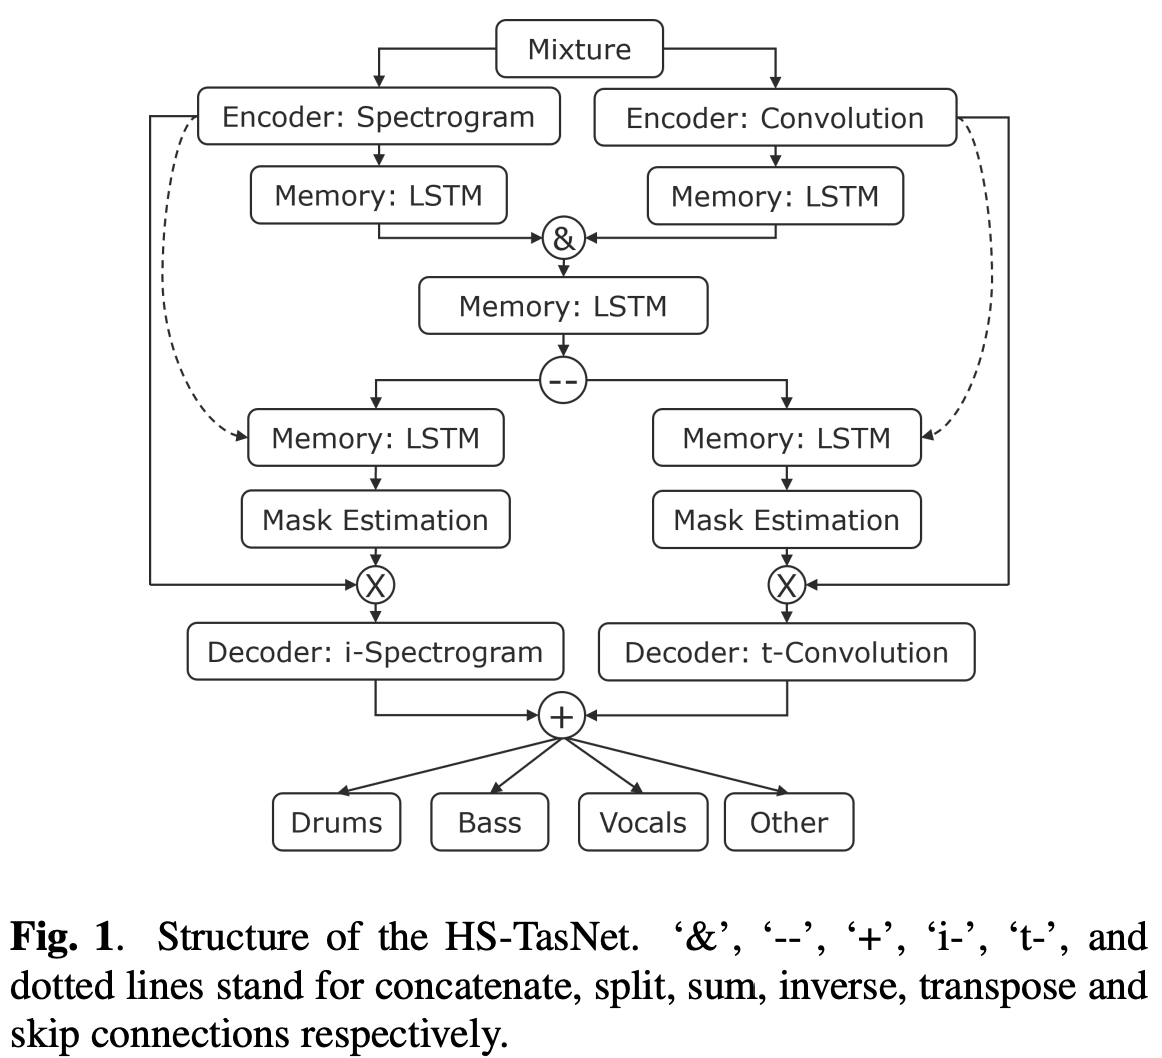 Mixture
Encoder: Spectrogram
Encoder: Convolution
Memory: LSTM
Memory: LSTM
&
Memory: LSTM
--
Memory: LSTM
Memory: LSTM
Mask Estimation
Mask Estimation
X
X
Decoder: i-Spectrogram
Decoder: t-Convolution
+
Drums
Bass
Vocals
Other
Fig. 1. Structure of the HS-TasNet. ‘&’, ‘--’, ‘+’, ‘i-’, ‘t-’, and
dotted lines stand for concatenate, split, sum, inverse, transpose and
skip connections respectively.